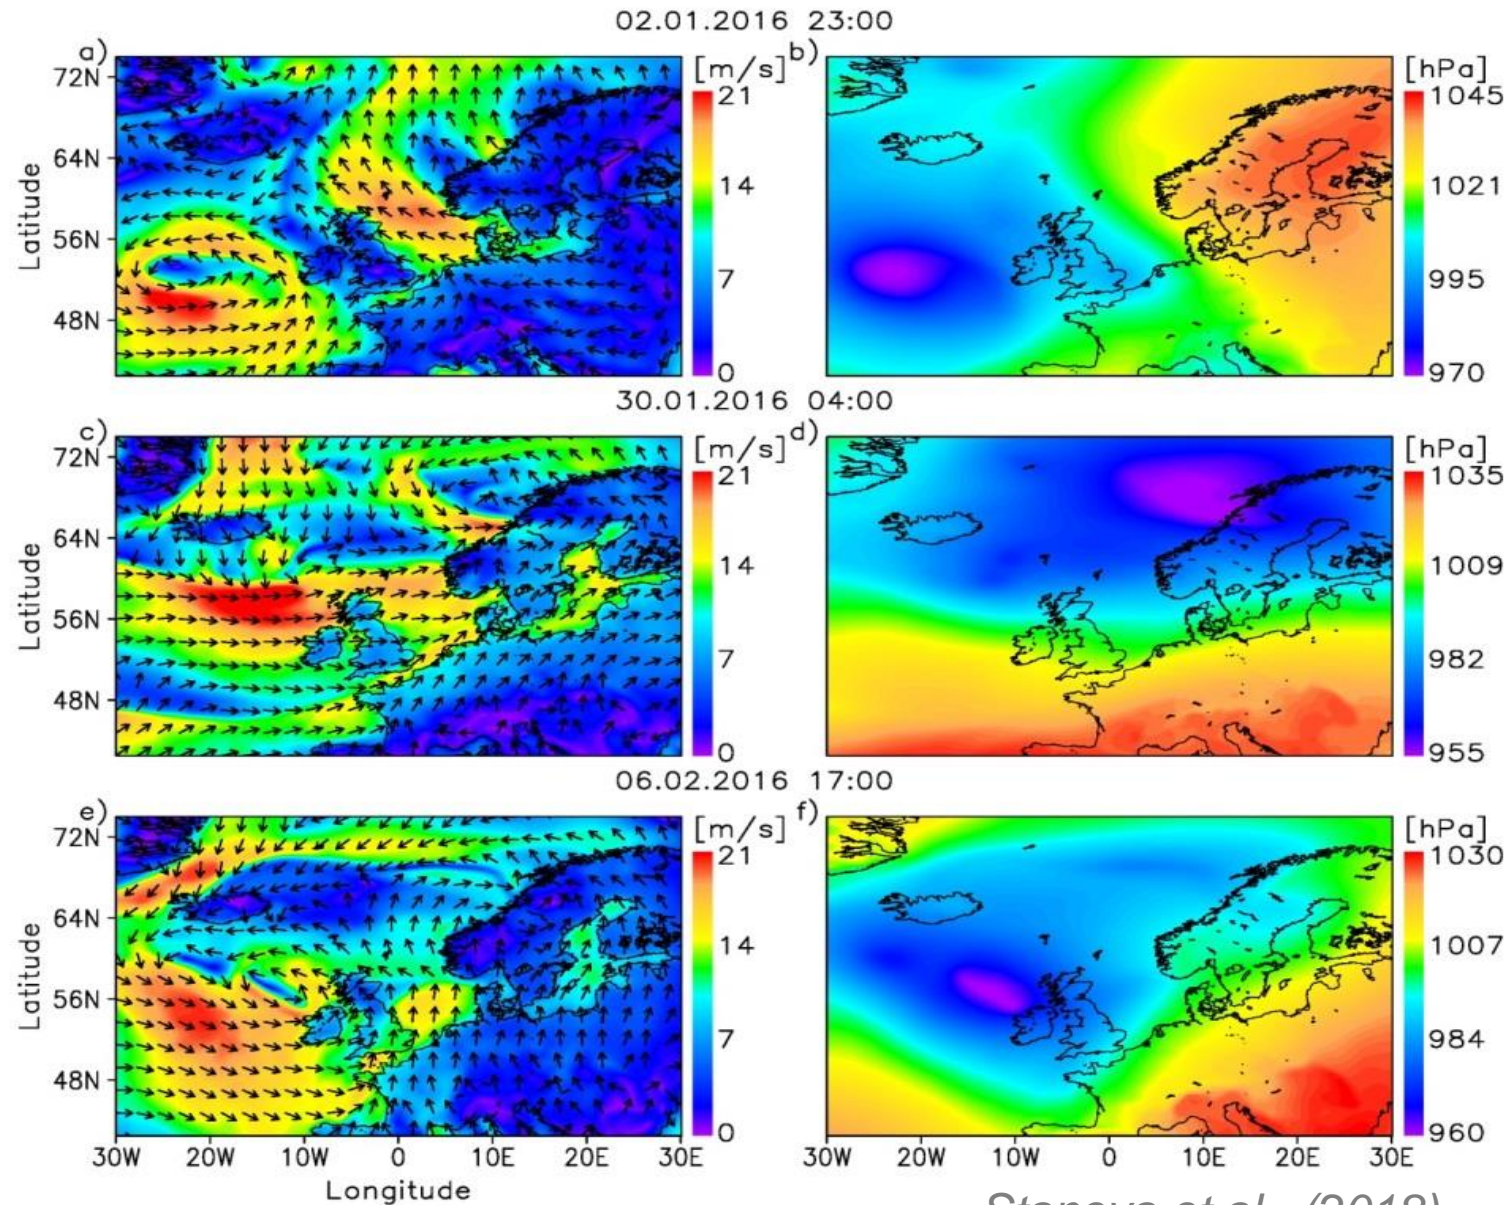 02.01.2016 23:00
a)
[m/s]
b)
[hPa]
72N
64N
56N
48N
Latitude
21
14
7
0
1045
1021
995
970
30.01.2016 04:00
c)
[m/s]
d)
[hPa]
72N
64N
56N
48N
Latitude
21
14
7
0
1035
1009
982
955
06.02.2016 17:00
e)
[m/s]
f)
[hPa]
72N
64N
56N
48N
Latitude
21
14
7
0
1030
1007
984
960
30W 20W 10W 0 10E 20E 30E
30W 20W 10W 0 10E 20E 30E
Longitude
et al., (2018)